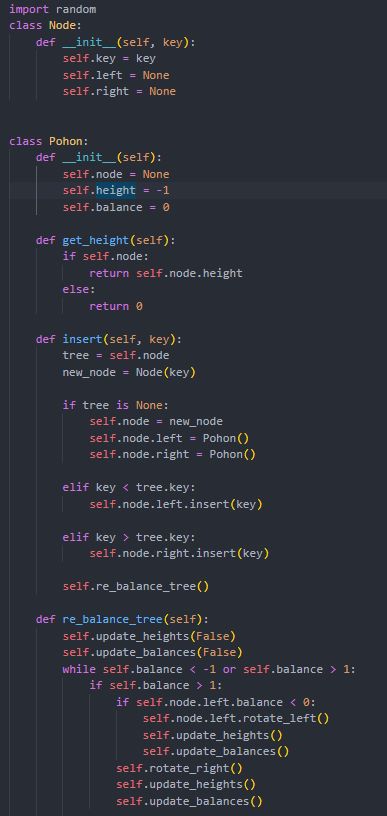 import random
class Node:
    def __init__(self, key):
        self.key = key
        self.left = None
        self.right = None
class Pohon:
    def __init__(self):
        self.node = None
        self.height = -1
        self.balance = 0
    def get_height(self):
        if self.node:
            return self.node.height
        else:
            return 0
    def insert(self, key):
        tree = self.node
        new_node = Node(key)
        if tree is None:
            self.node = new_node
            self.node.left = Pohon()
            self.node.right = Pohon()
        elif key < tree.key:
            self.node.left.insert(key)
        elif key > tree.key:
            self.node.right.insert(key)
        self.re_balance_tree()
    def re_balance_tree(self):
        self.update_heights(False)
        self.update_balances(False)
        while self.balance < -1 or self.balance > 1:
            if self.balance > 1:
                if self.node.left.balance < 0:
                    self.node.left.rotate_left()
                    self.update_heights()
                    self.update_balances()
                self.rotate_right()
                self.update_heights()
                self.update_balances()